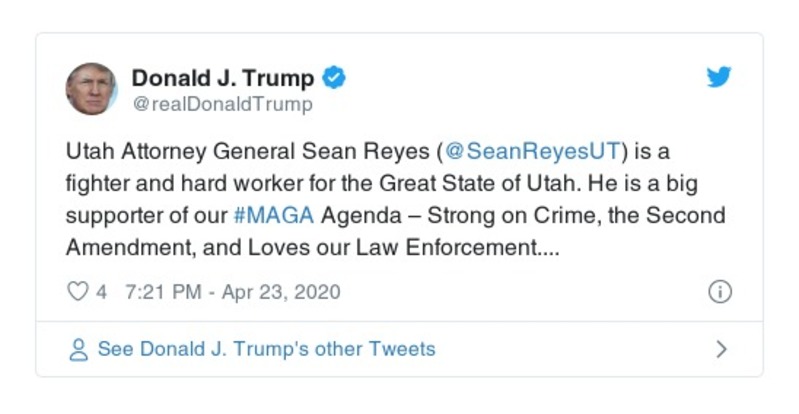 Donald J. Trump
@realDonaldTrump
Utah Attorney General Sean Reyes (@SeanReyesUT) is a
fighter and hard worker for the Great State of Utah. He is a big
supporter of our #MAGA Agenda – Strong on Crime, the Second
Amendment, and Loves our Law Enforcement....
4 7:21 PM - Apr 23, 2020
See Donald J. Trump's other Tweets